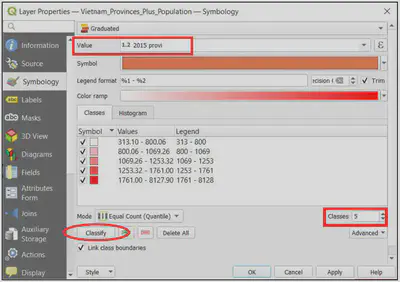 Layer Properties — Vietnam_Provinces_Plus_Population — Symbology
Graduated
Information
Source
Symbology
Labels
Masks
3D View
Diagrams
Fields
Attributes Form
Joins
Auxiliary Storage
Actions
Display
Value 1.2 2015 provi ε
Symbol
Legend format %1 - %2 Trim
Color ramp
Classes Histogram
Symbol Values Legend
313.10 - 800.06 313 - 800
800.06 - 1069.26 800 - 1069
1069.26 - 1253.32 1069 - 1253
1253.32 - 1761.00 1253 - 1761
1761.00 - 8127.90 1761 - 8128
Mode Equal Count (Quantile) Classes 5
Classify Delete All Advanced
Link class boundaries
Style OK Cancel Apply Help